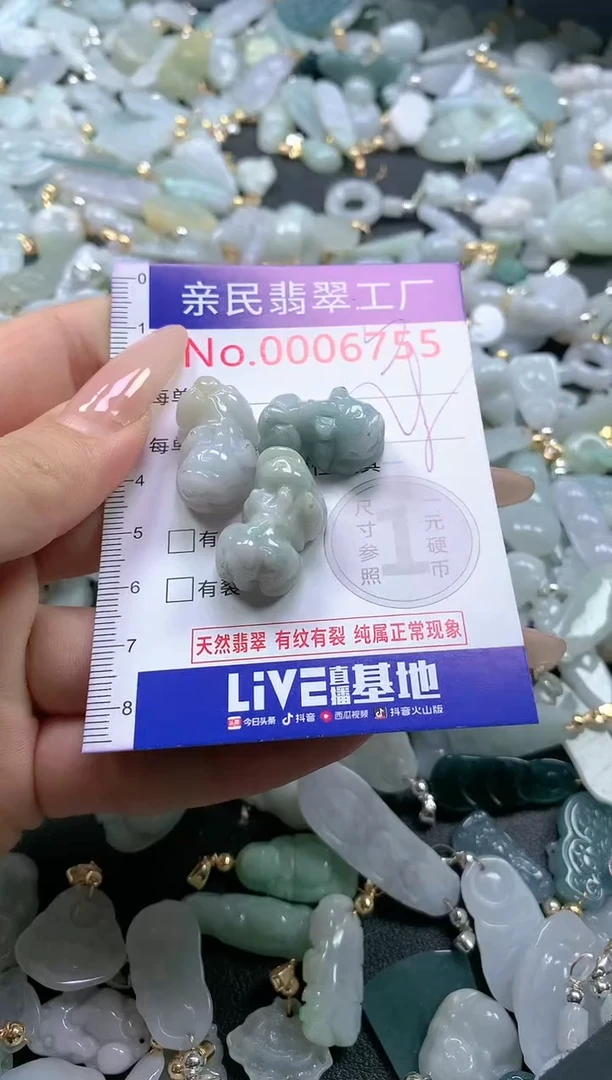 亲民翡翠工厂
No.0006755
每单
每单
有
有裂
尺寸参照
1
一元硬币
天然翡翠 有纹有裂 纯属正常现象
LiVE直播基地
今日头条 抖音 西瓜视频 抖音火山版
0
1
4
5
6
7
8